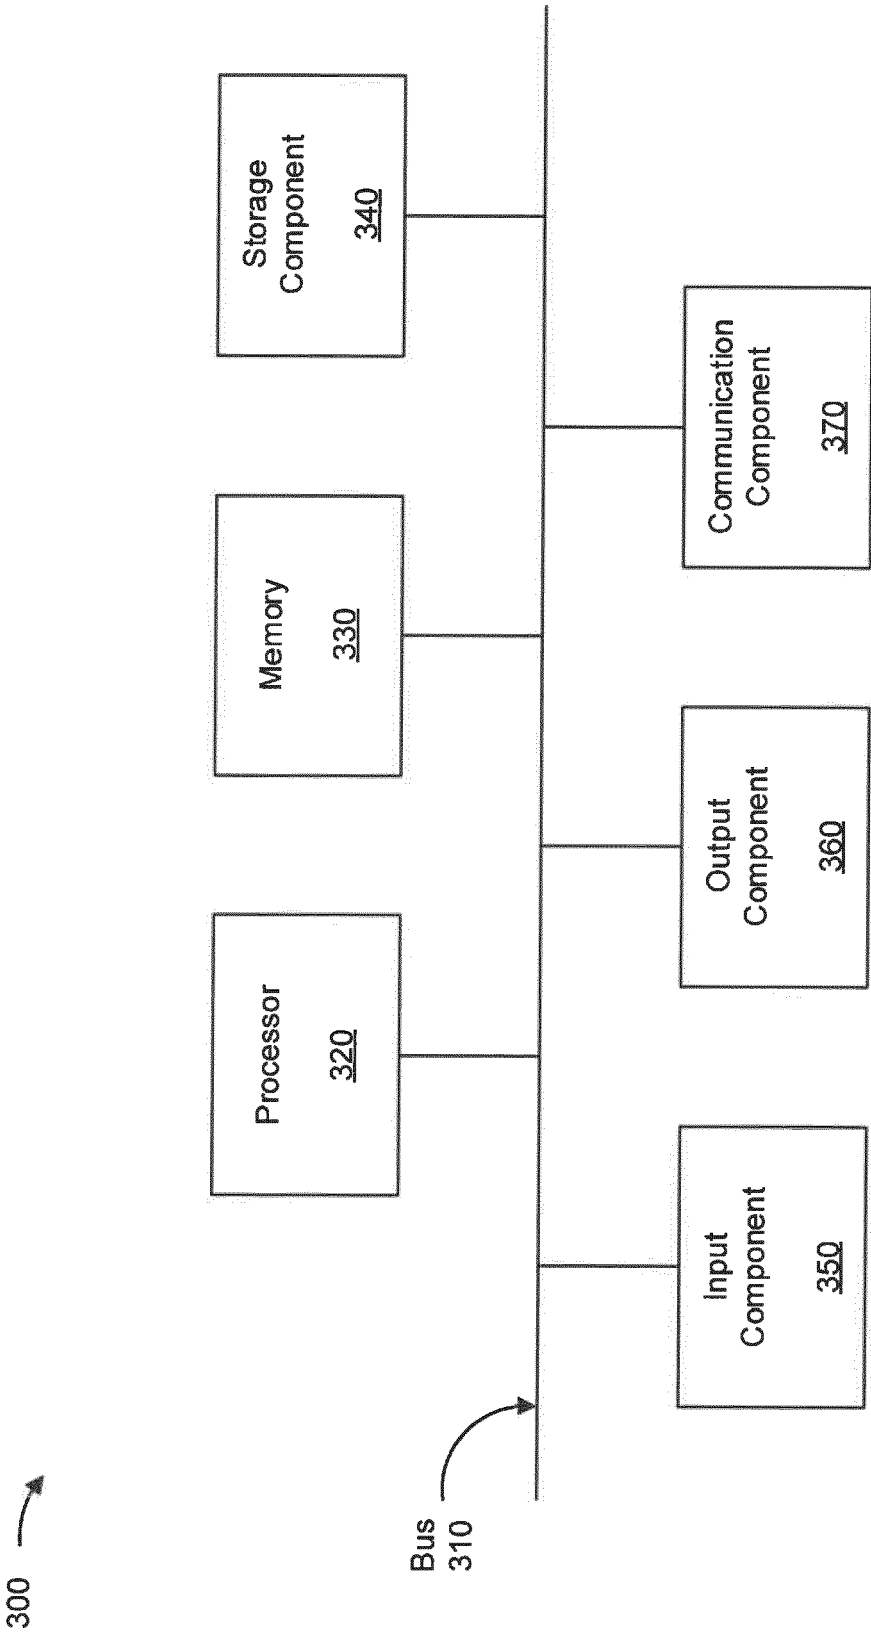 300
Bus
310
Processor
320
Memory
330
Storage
Component
340
Input
Component
350
Output
Component
360
Communication
Component
370